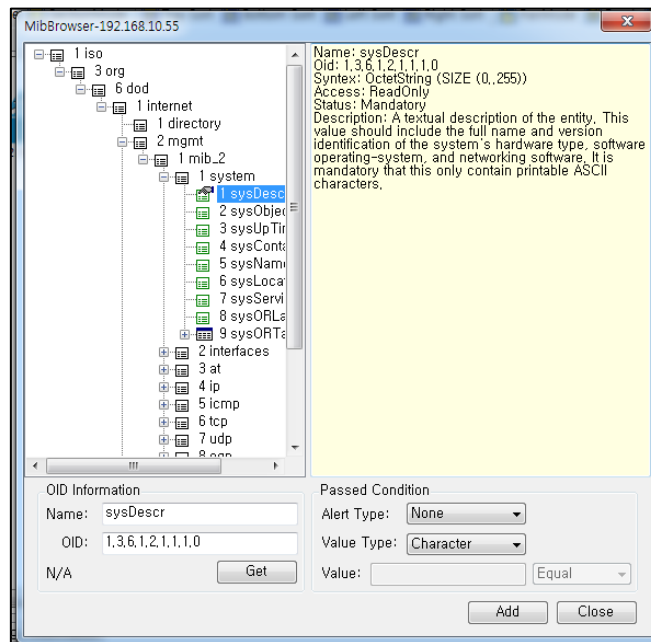 MibBrowser-192.168.10.55
1 iso
3 org
6 dod
1 internet
1 directory
2 mgmt
1 mib_2
1 system
1 sysDesc
2 sysObjec
3 sysUpTir
4 sysConta
5 sysName
6 sysLocat
7 sysServi
8 sysORLa
9 sysORTa
2 interfaces
3 at
4 ip
5 icmp
6 tcp
7 udp
8 egp
Name: sysDescr
Oid: 1,3,6,1,2,1,1,1,0
Syntex: OctetString (SIZE (0,,255))
Access: ReadOnly
Status: Mandatory
Description: A textual description of the entity, This
value should include the full name and version
identification of the system's hardware type, software
operating-system, and networking software, It is
mandatory that this only contain printable ASCII
characters,
OID Information
Name: sysDescr
OID: 1,3,6,1,2,1,1,1,0
N/A Get
Passed Condition
Alert Type: None
Value Type: Character
Value: Equal
Add Close